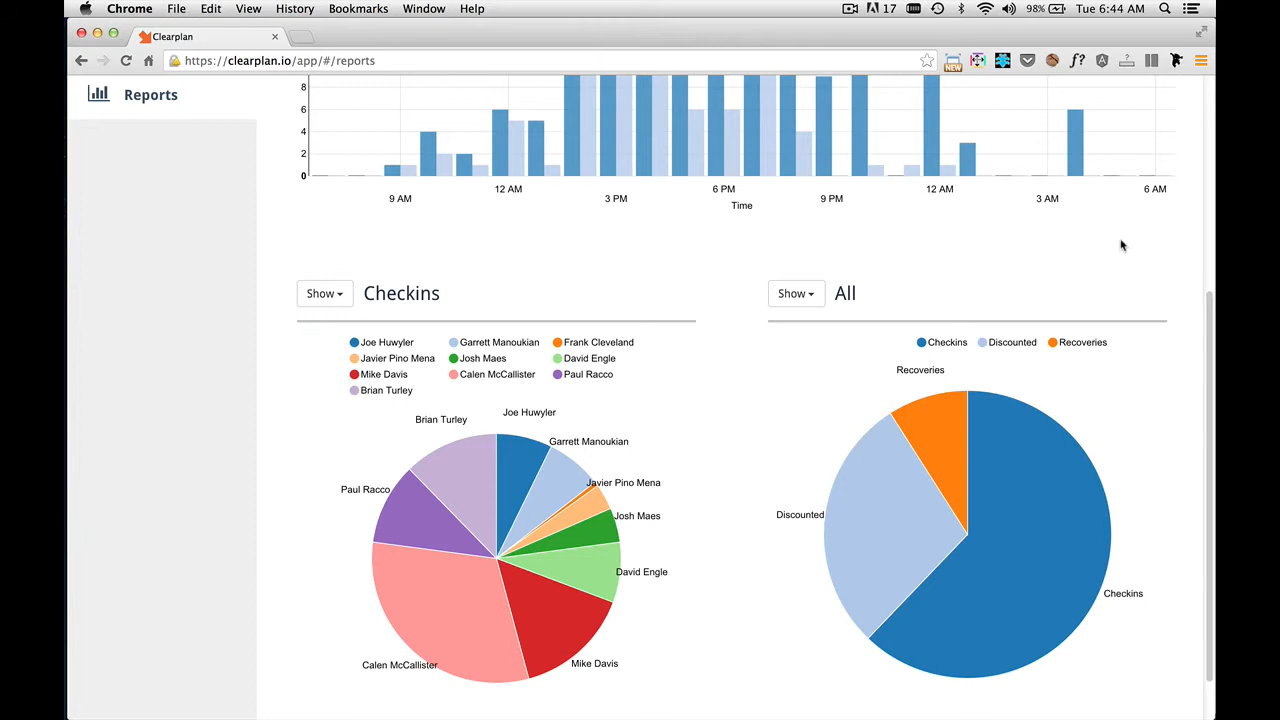 Chrome File Edit View History Bookmarks Window Help 17 98% Tue 6:44 AM
Clearplan ×
https://clearplan.io/app/#/reports NEW f?
Reports
8
6
4
2
0
12 AM 6 PM 12 AM 6 AM
9 AM 3 PM 9 PM 3 AM
Time
Show Checkins
Joe Huwyler Garrett Manoukian Frank Cleveland
Javier Pino Mena Josh Maes David Engle
Mike Davis Calen McCallister Paul Racco
Brian Turley
Joe Huwyler
Brian Turley
Garrett Manoukian
Javier Pino Mena
Paul Racco
Josh Maes
David Engle
Mike Davis
Calen McCallister
Show All
Checkins Discounted Recoveries
Recoveries
Discounted
Checkins